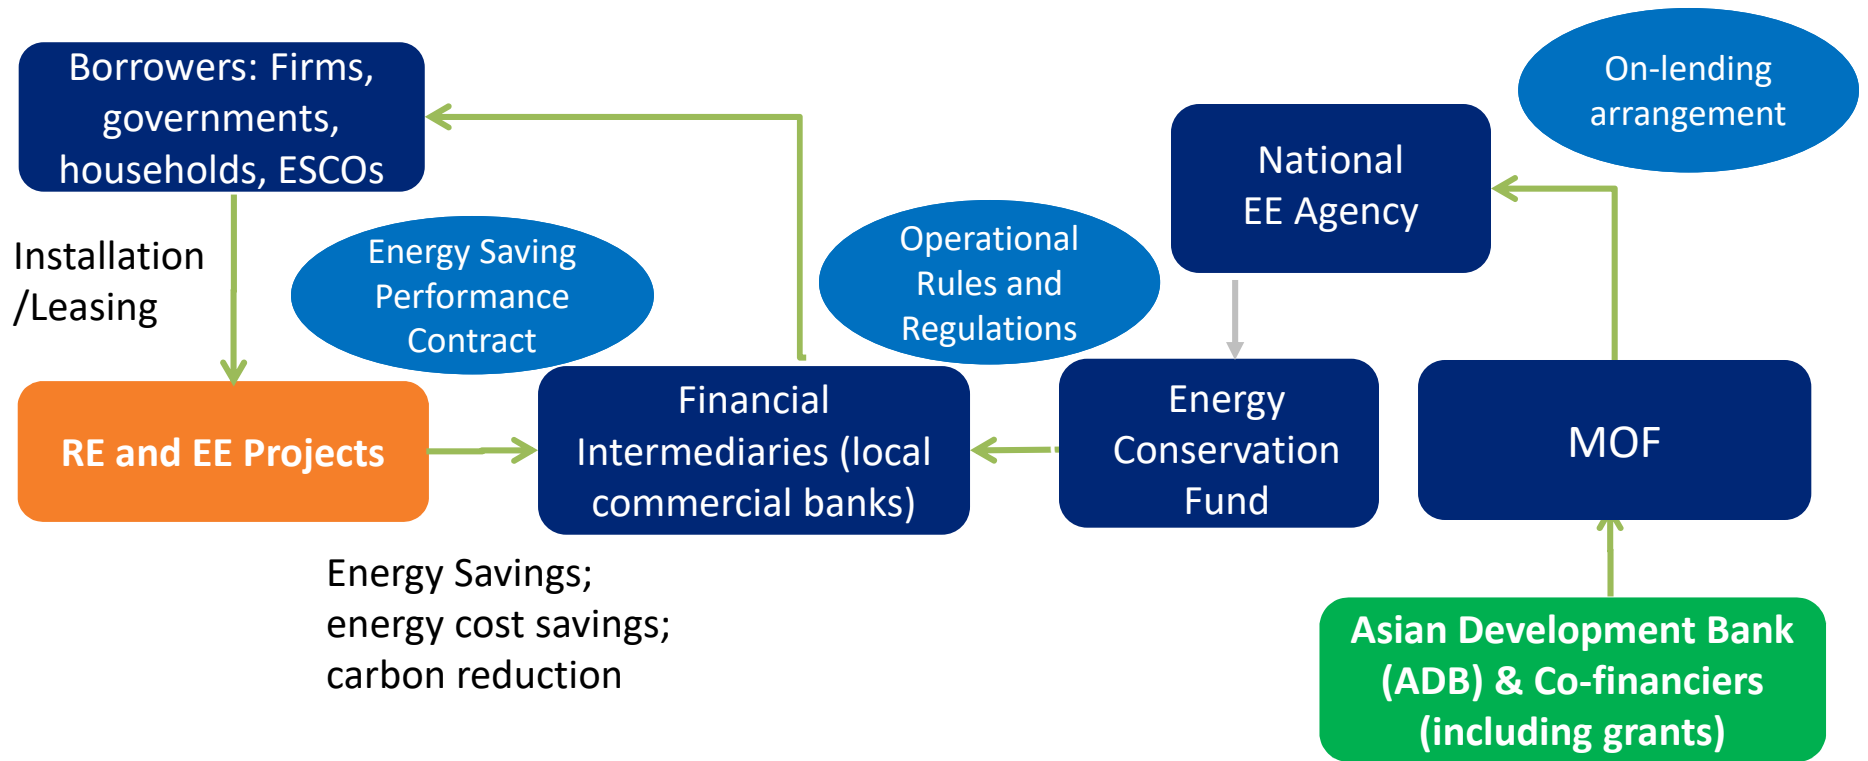 Borrowers: Firms,
governments,
households, ESCOs
On-lending
arrangement
National
EE Agency
Installation
/Leasing
Energy Saving
Performance
Contract
Operational
Rules and
Regulations
RE and EE Projects
Financial
Intermediaries (local
commercial banks)
Energy
Conservation
Fund
MOF
Energy Savings;
energy cost savings;
carbon reduction
Asian Development Bank
(ADB) & Co-financiers
(including grants)